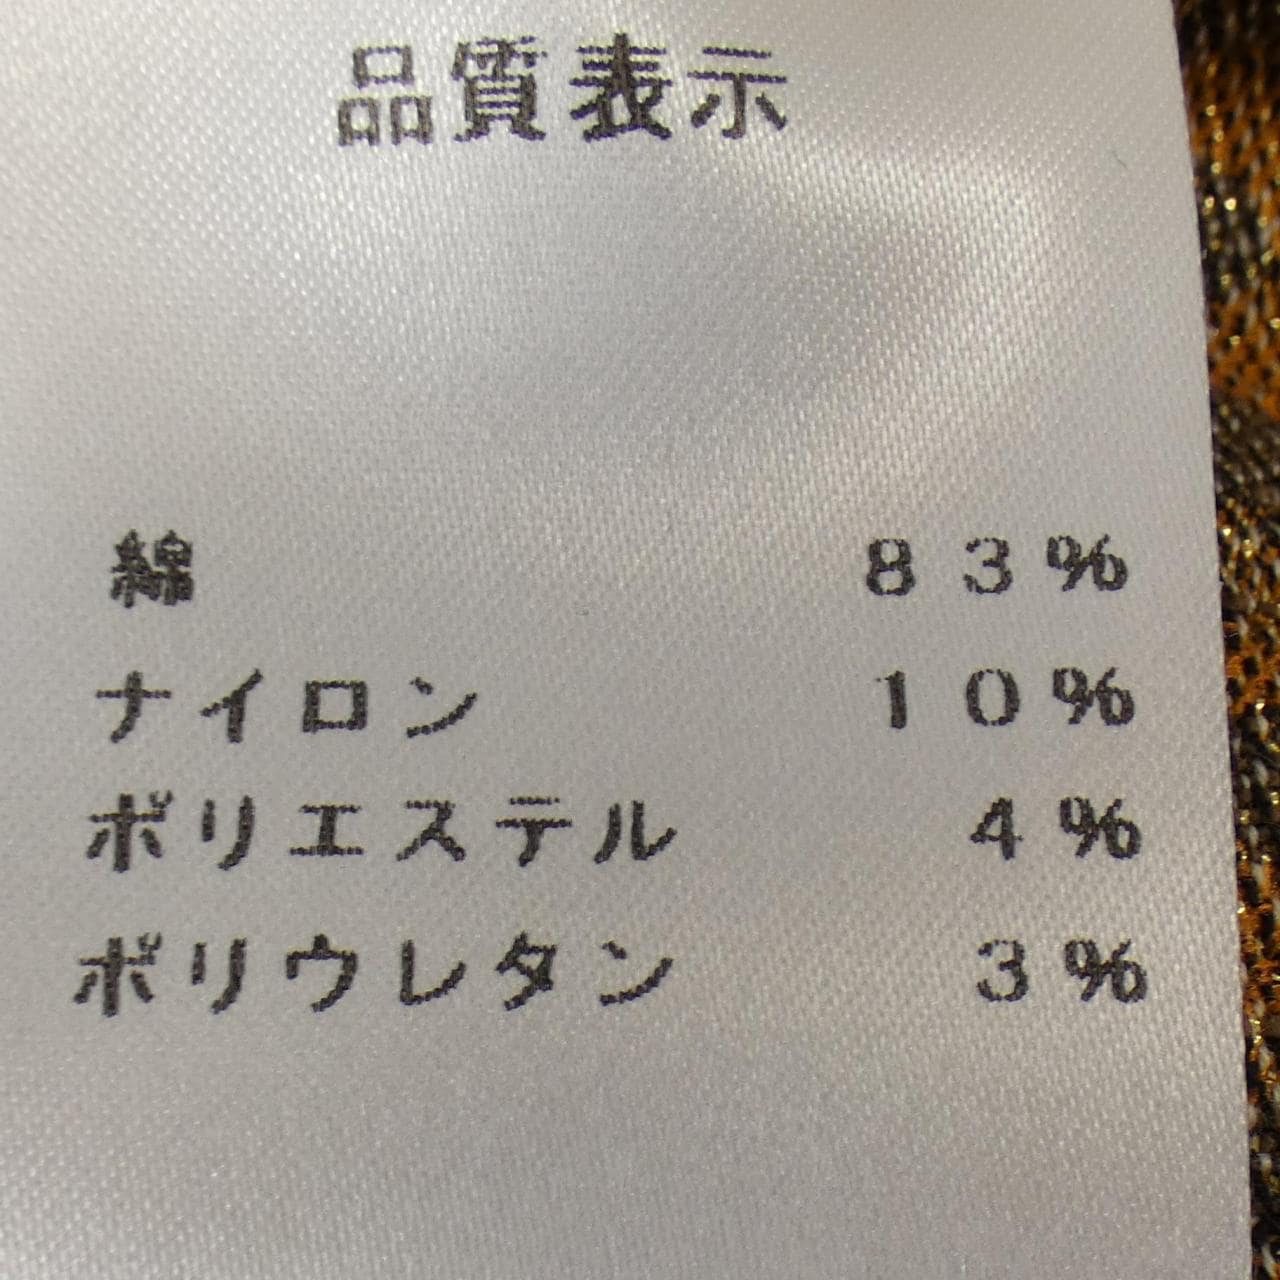 品質表示
綿 83%
ナイロン 10%
ポリエステル 4%
ポリウレタン 3%